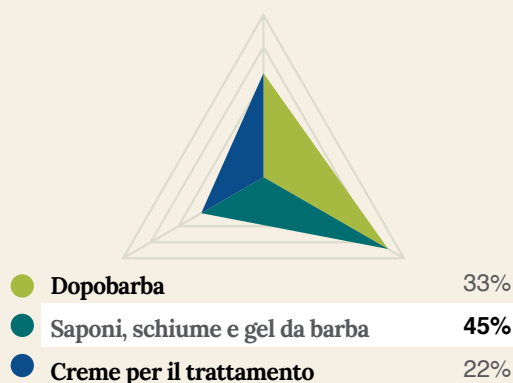 Dopobarba 33%
Saponi, schiume e gel da barba 45%
Creme per il trattamento 22%